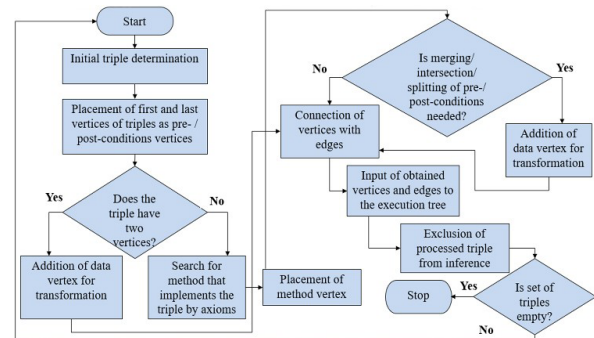 Start
Initial triple determination
Placement of first and last
vertices of triples as pre- /
post-conditions vertices
Does the
triple have
two
vertices?
Yes
No
Addition of data
vertex for
transformation
Search for
method that
implements the
triple by axioms
Placement of
method vertex
Is merging/
intersection/
splitting of pre-/
post-conditions
needed?
No
Yes
Connection of
vertices with
edges
Addition of
data vertex for
transformation
Input of obtained
vertices and edges to
the execution tree
Exclusion of
processed triple
from inference
Is set of
triples
empty?
Yes
Stop
No